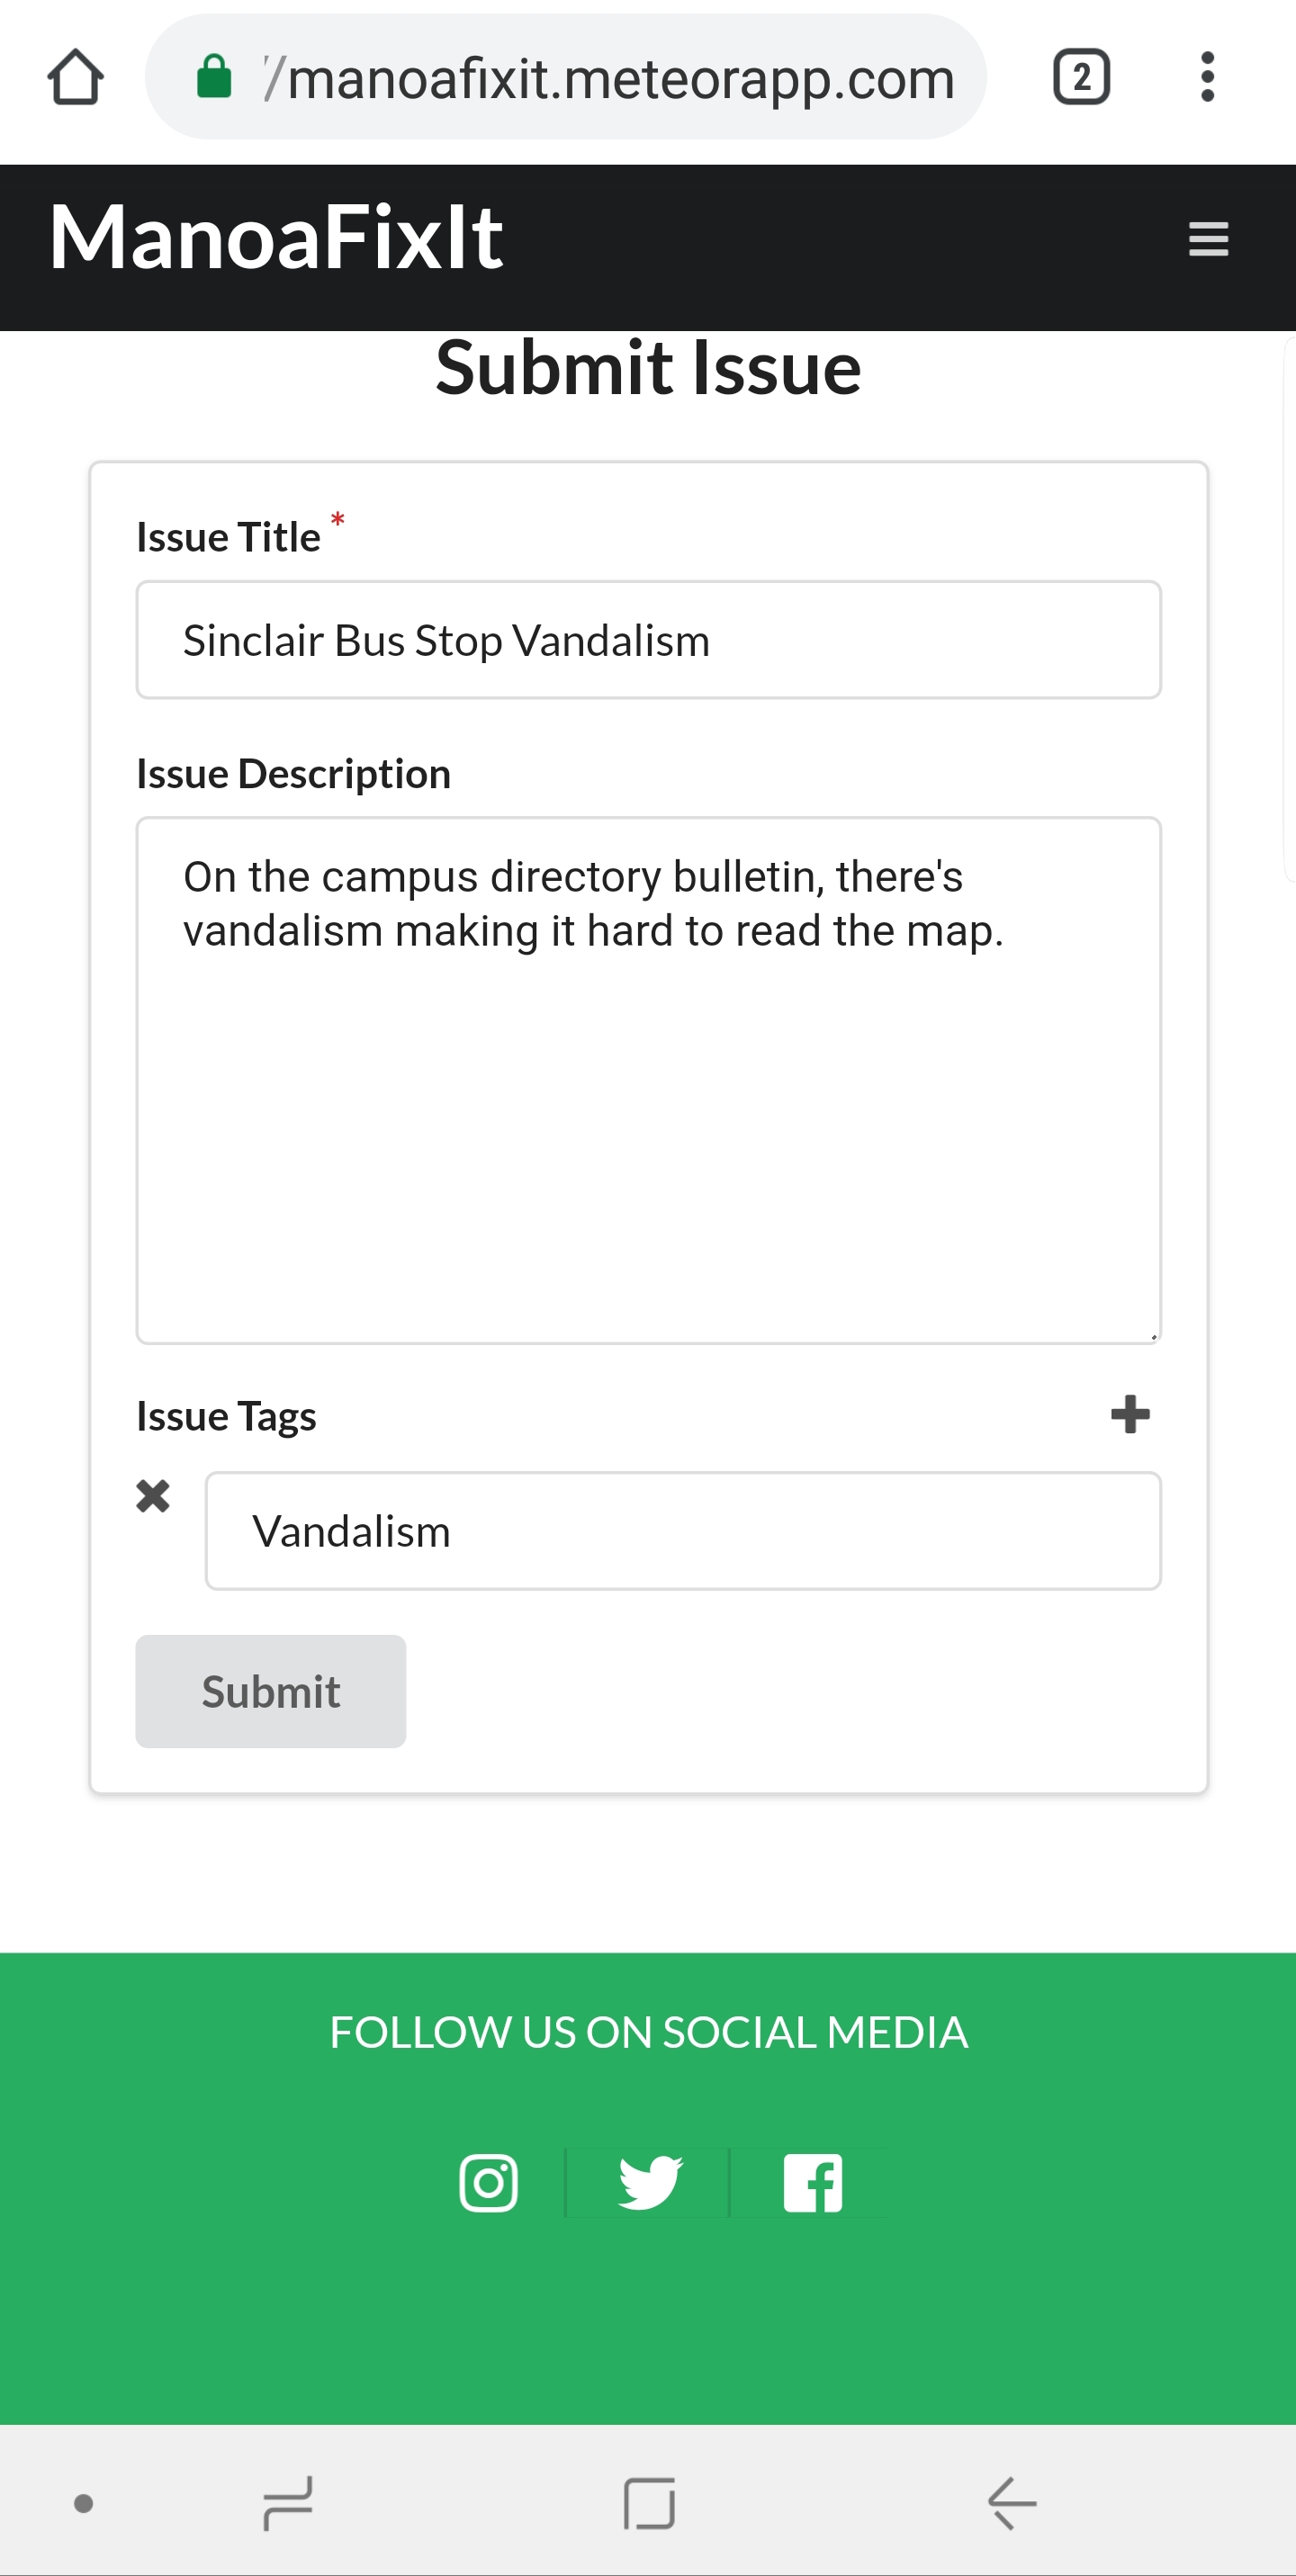 //manoafixit.meteorapp.com
2
ManoaFixIt
Submit Issue
Issue Title *
Sinclair Bus Stop Vandalism
Issue Description
On the campus directory bulletin, there's
vandalism making it hard to read the map.
Issue Tags
Vandalism
Submit
FOLLOW US ON SOCIAL MEDIA